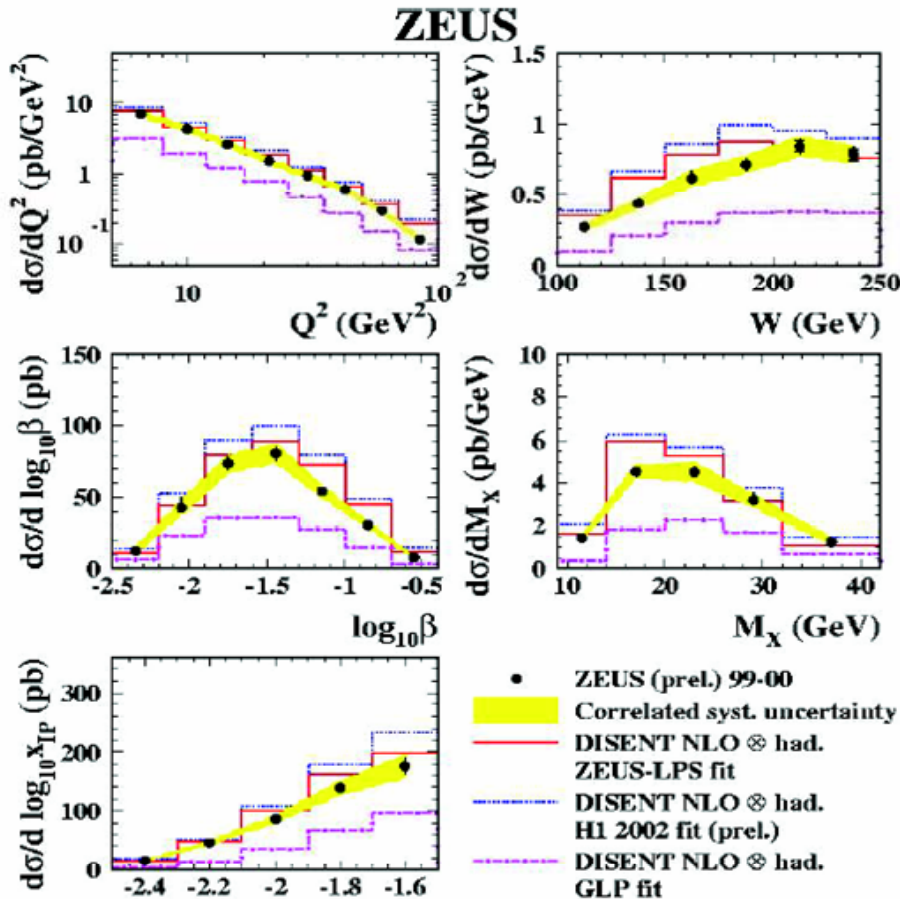 ZEUS
dσ/dQ² (pb/GeV²)
10
1
10⁻¹
10
10²
Q² (GeV²)
dσ/dW (pb/GeV)
1.5
1
0.5
0
100
150
200
250
W (GeV)
dσ/d log₁₀β (pb)
150
100
50
0
-2.5
-2
-1.5
-1
-0.5
log₁₀β
dσ/dM_X (pb/GeV)
10
8
6
4
2
0
10
20
30
40
M_X (GeV)
dσ/d log₁₀x_IP (pb)
300
200
100
0
-2.4
-2.2
-2
-1.8
-1.6
ZEUS (prel.) 99-00
Correlated syst. uncertainty
DISENT NLO ⊗ had.
ZEUS-LPS fit
DISENT NLO ⊗ had.
H1 2002 fit (prel.)
DISENT NLO ⊗ had.
GLP fit